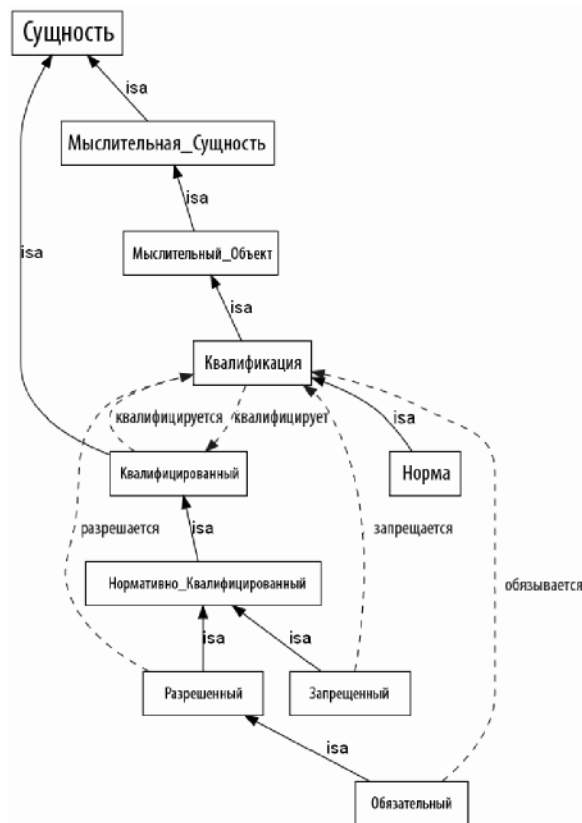 Сущность
isa
Мыслительная_Сущность
isa
isa
Мыслительный_Объект
isa
Квалификация
квалифицируется квалифицирует
isa
Квалифицированный
Норма
разрешается
isa
запрещается
Нормативно_Квалифицированный
обязывается
isa
isa
Разрешенный
Запрещенный
isa
Обязательный